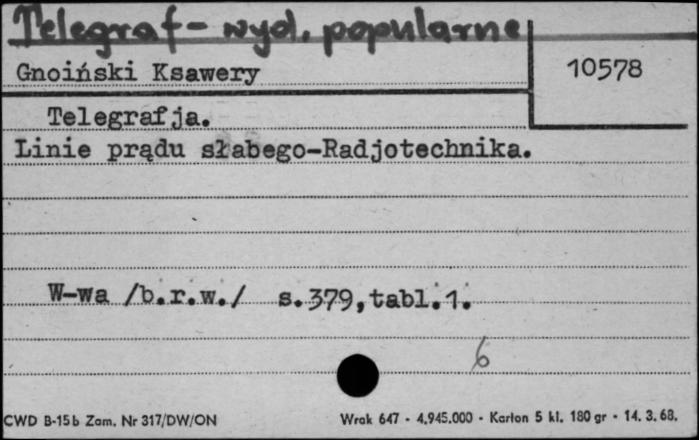 Telegraf - wyd. popularne
Gnoiński Ksawery
10578
Telegrafja.
Linie prądu słabego-Radjotechnika.
W-wa /b.r.w./ s.379,tabl.1.
6
CWD B-15b Zam. Nr 317/DW/ON Wrak 647 - 4.945.000 - Karton 5 kl. 180 gr - 14.3.68.